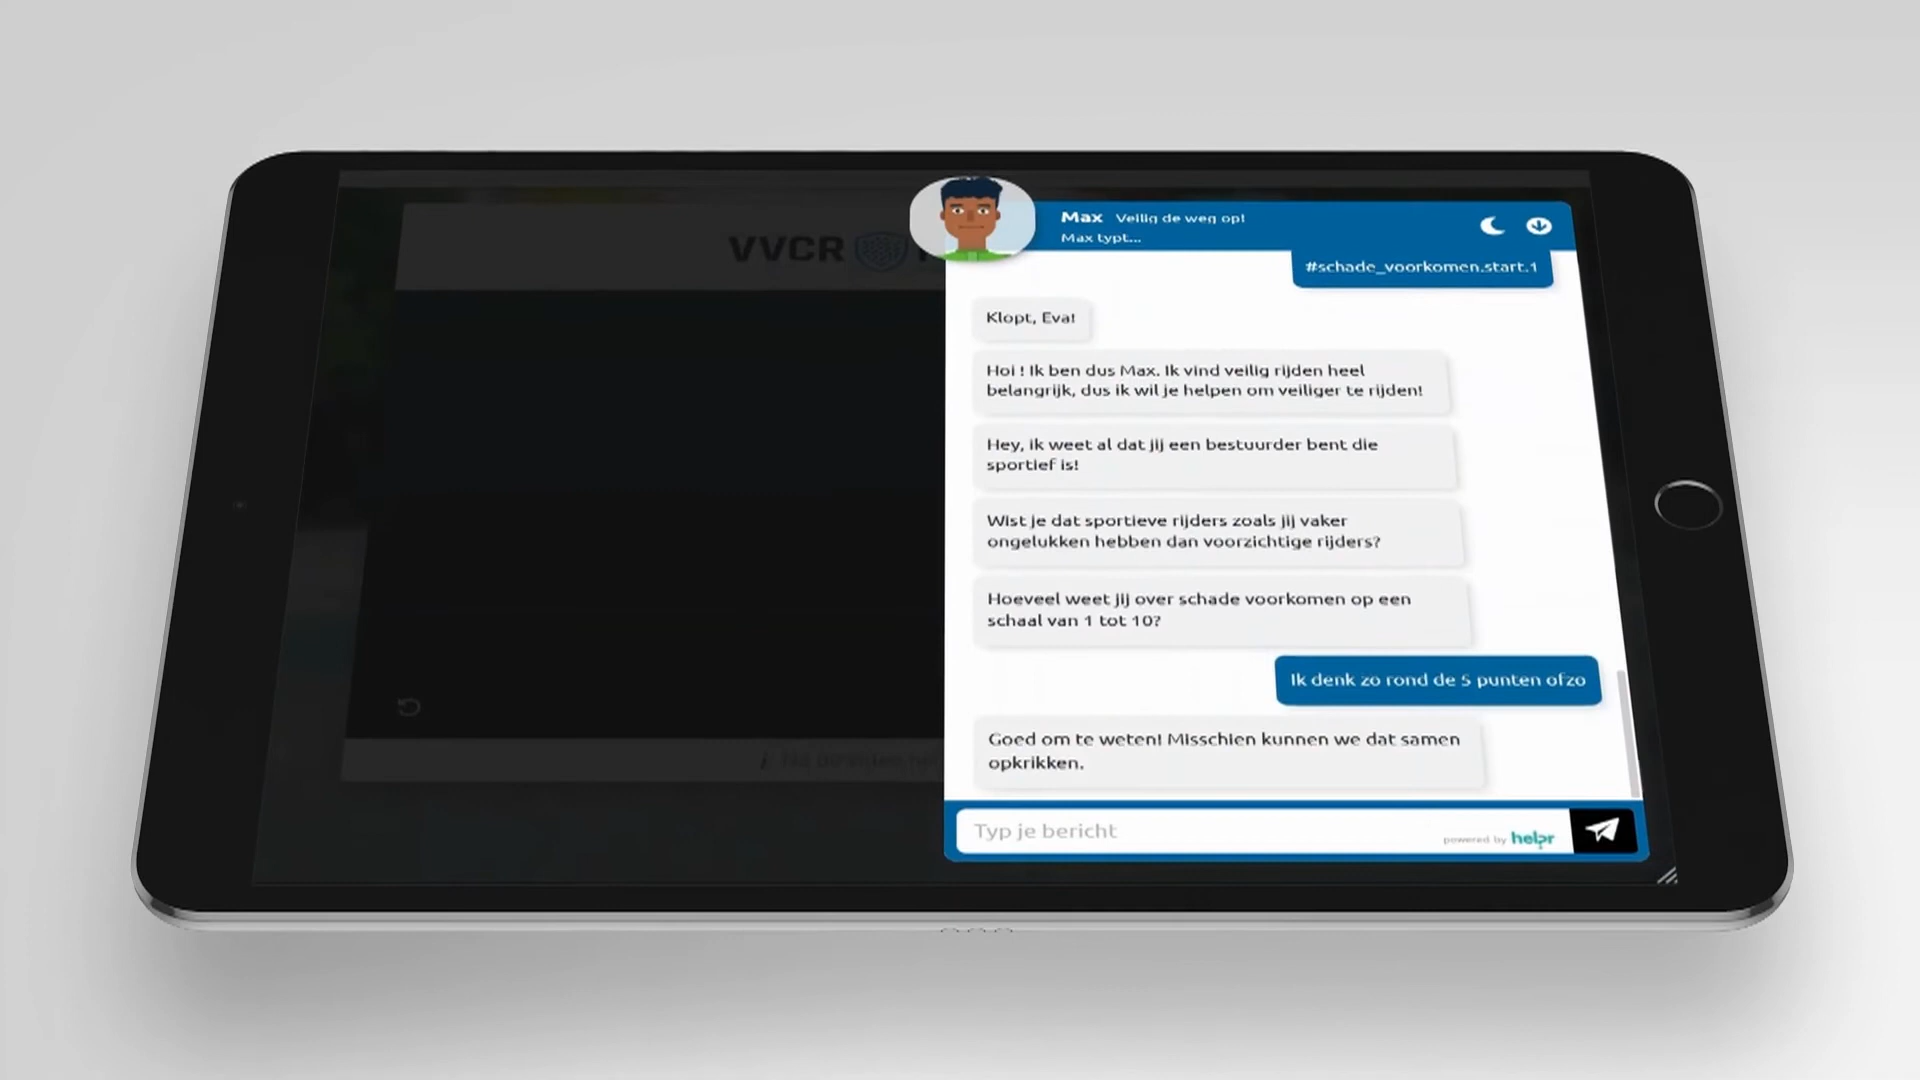 VVCR
Max Veilig de weg op!
Max typt...
#schade_voorkomen.start.1
Klopt, Eva!
Hoi ! Ik ben dus Max. Ik vind veilig rijden heel
belangrijk, dus ik wil je helpen om veiliger te rijden!
Hey, ik weet al dat jij een bestuurder bent die
sportief is!
Wist je dat sportieve rijders zoals jij vaker
ongelukken hebben dan voorzichtige rijders?
Hoeveel weet jij over schade voorkomen op een
schaal van 1 tot 10?
Ik denk zo rond de 5 punten ofzo
Goed om te weten! Misschien kunnen we dat samen
opkrikken.
Typ je bericht
powered by helpr